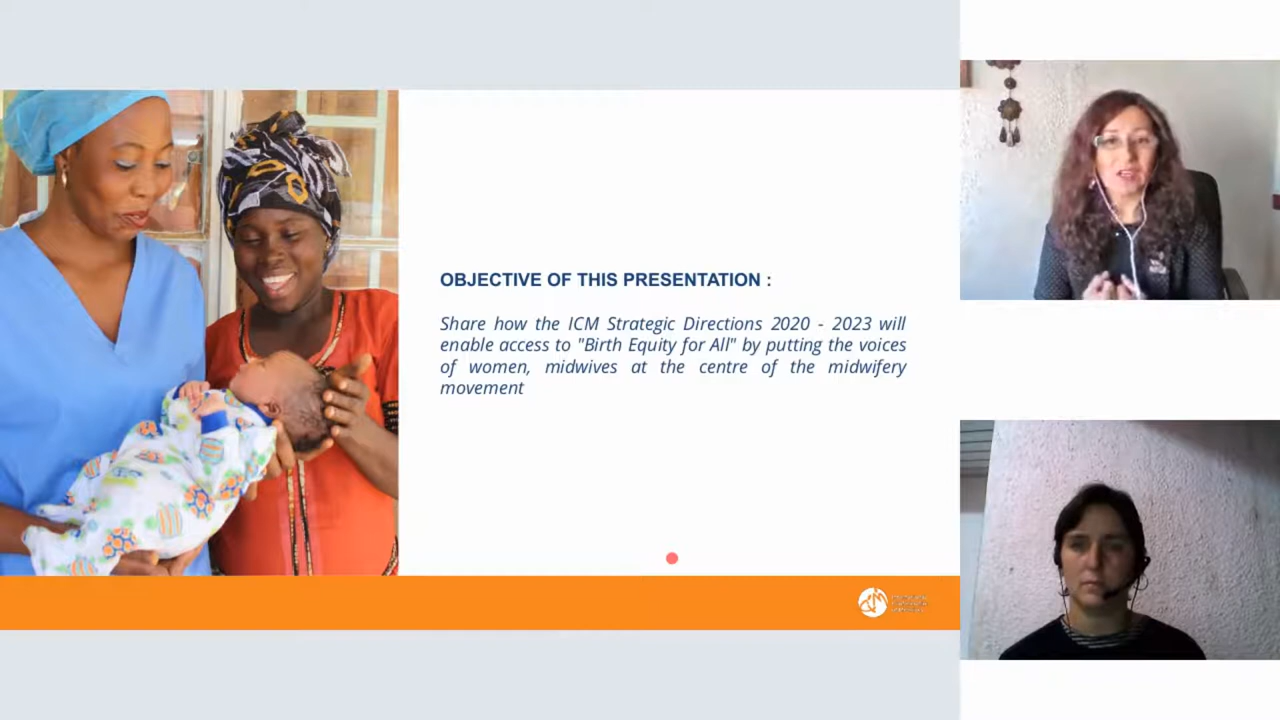 OBJECTIVE OF THIS PRESENTATION :
Share how the ICM Strategic Directions 2020 - 2023 will
enable access to "Birth Equity for All" by putting the voices
of women, midwives at the centre of the midwifery
movement